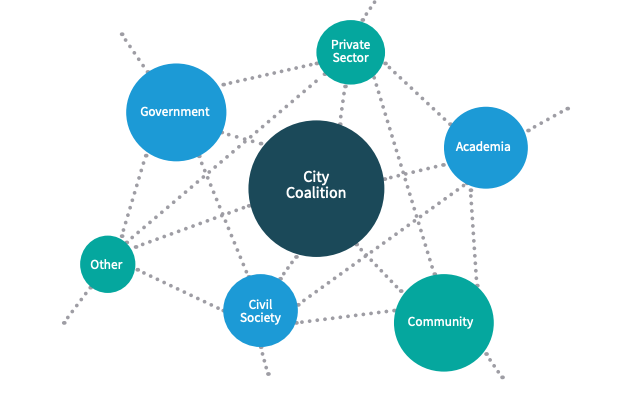 Private
Sector
Government
Academia
City
Coalition
Other
Civil
Society
Community